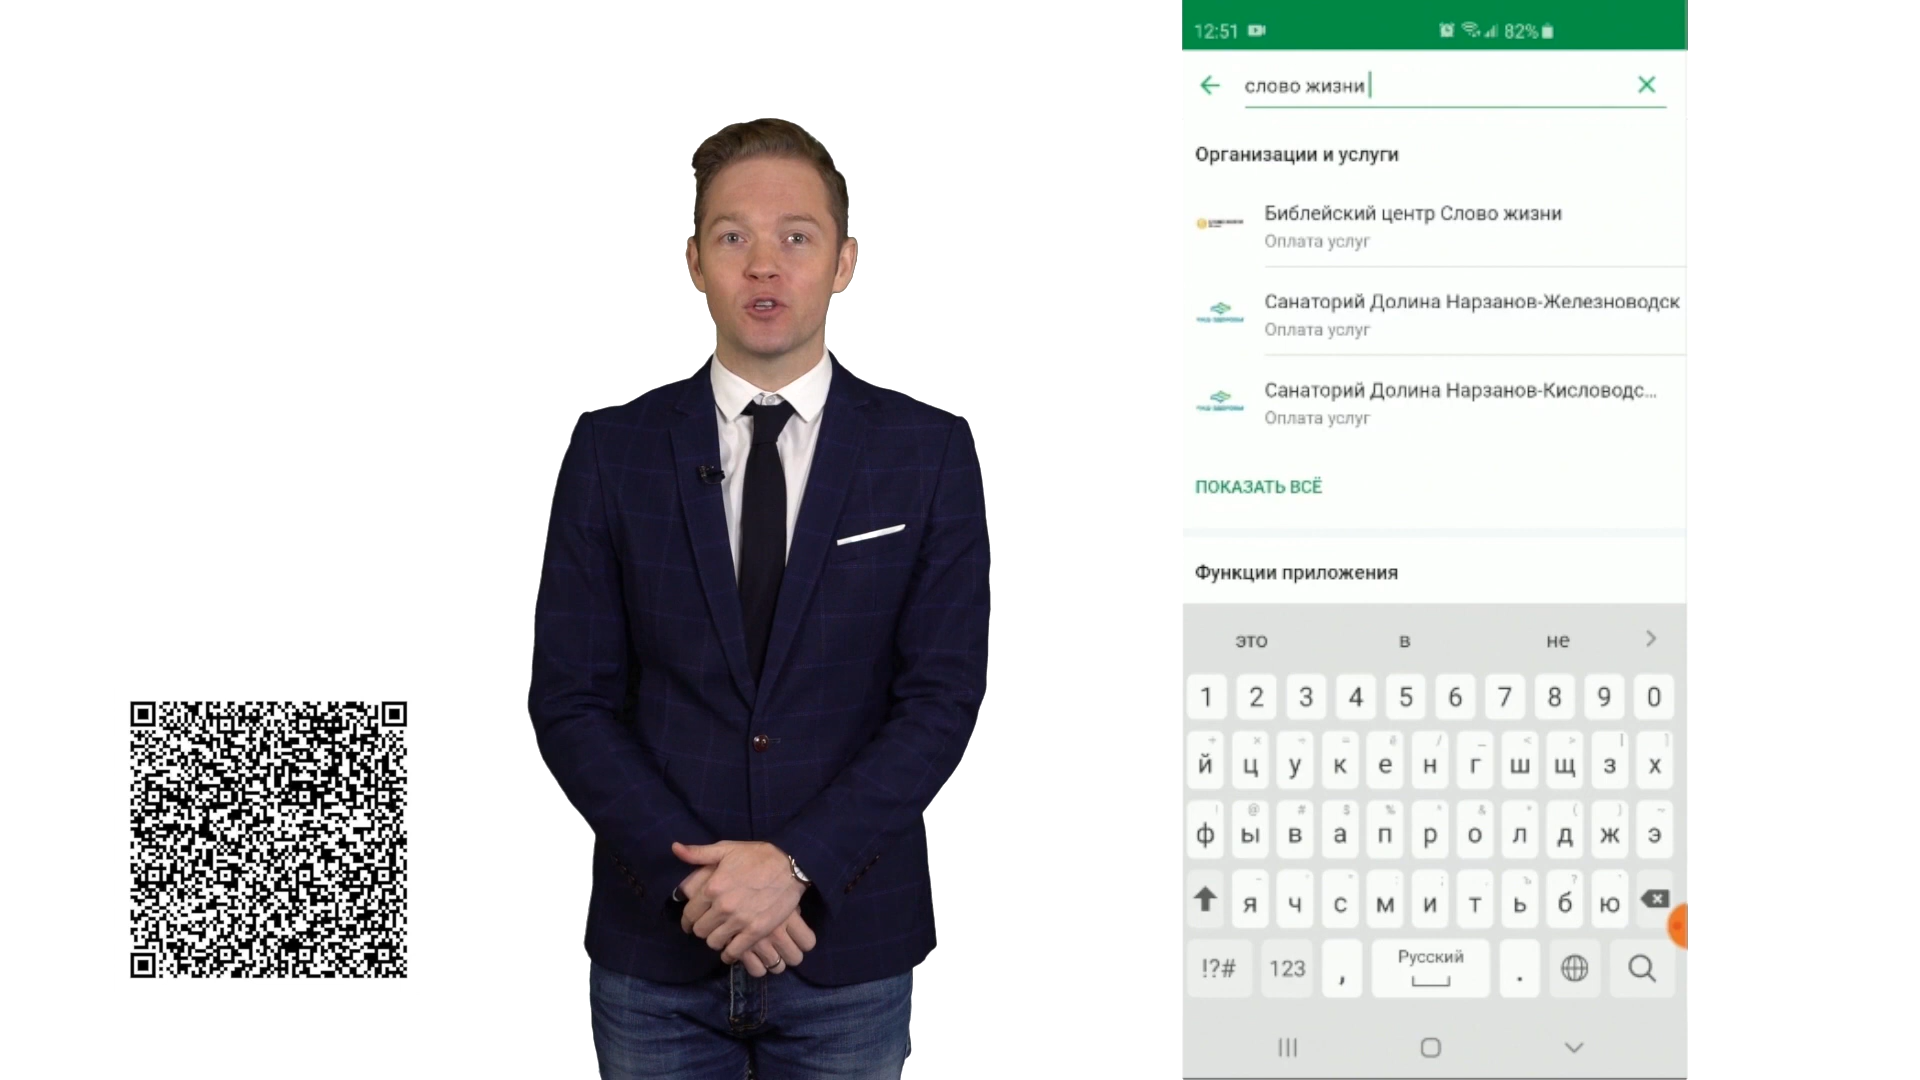 12:51
82%
слово жизни
Организации и услуги
Библейский центр Слово жизни
Оплата услуг
Санаторий Долина Нарзанов-Железноводск
Оплата услуг
Санаторий Долина Нарзанов-Кисловодс...
Оплата услуг
ПОКАЗАТЬ ВСЁ
Функции приложения
это в не
1 2 3 4 5 6 7 8 9 0
й ц у к е н г ш щ з х
ф ы в а п р о л д ж э
я ч с м и т ь б ю
!?# 123 , Русский .